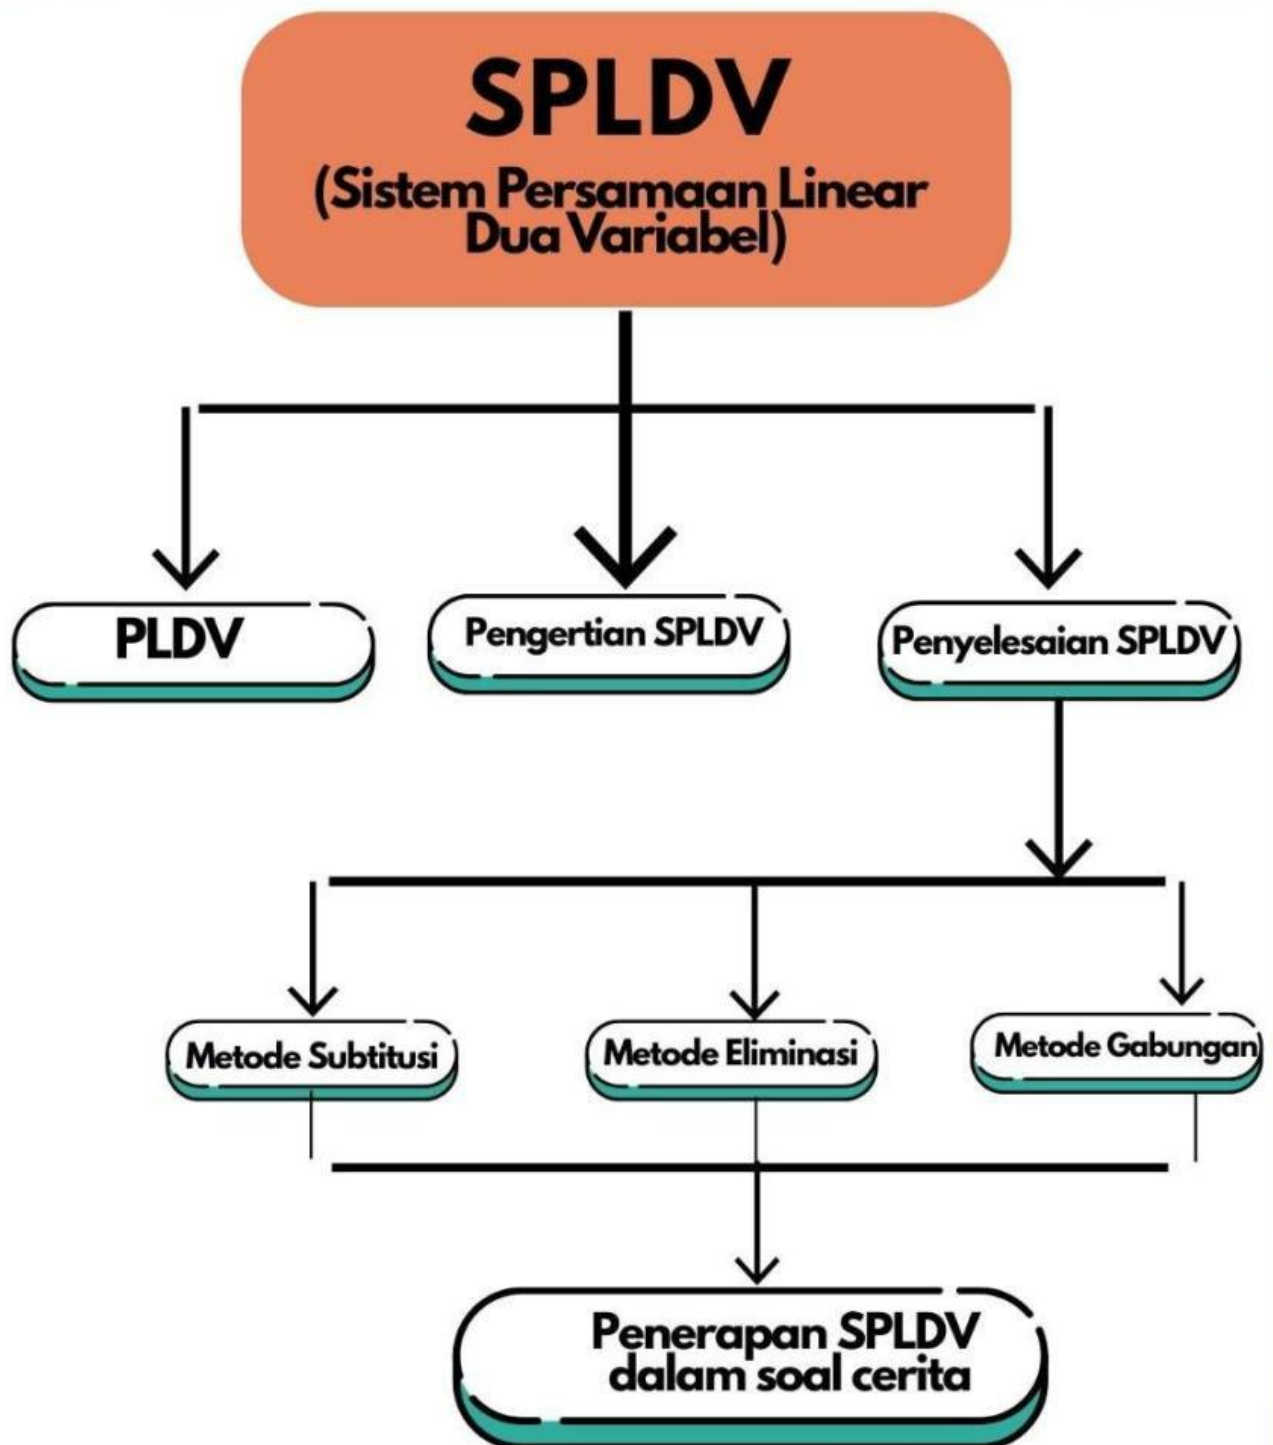 SPLDV
(Sistem Persamaan Linear
Dua Variabel)
PLDV
Pengertian SPLDV
Penyelesaian SPLDV
Metode Subtitusi
Metode Eliminasi
Metode Gabungan
Penerapan SPLDV
dalam soal cerita